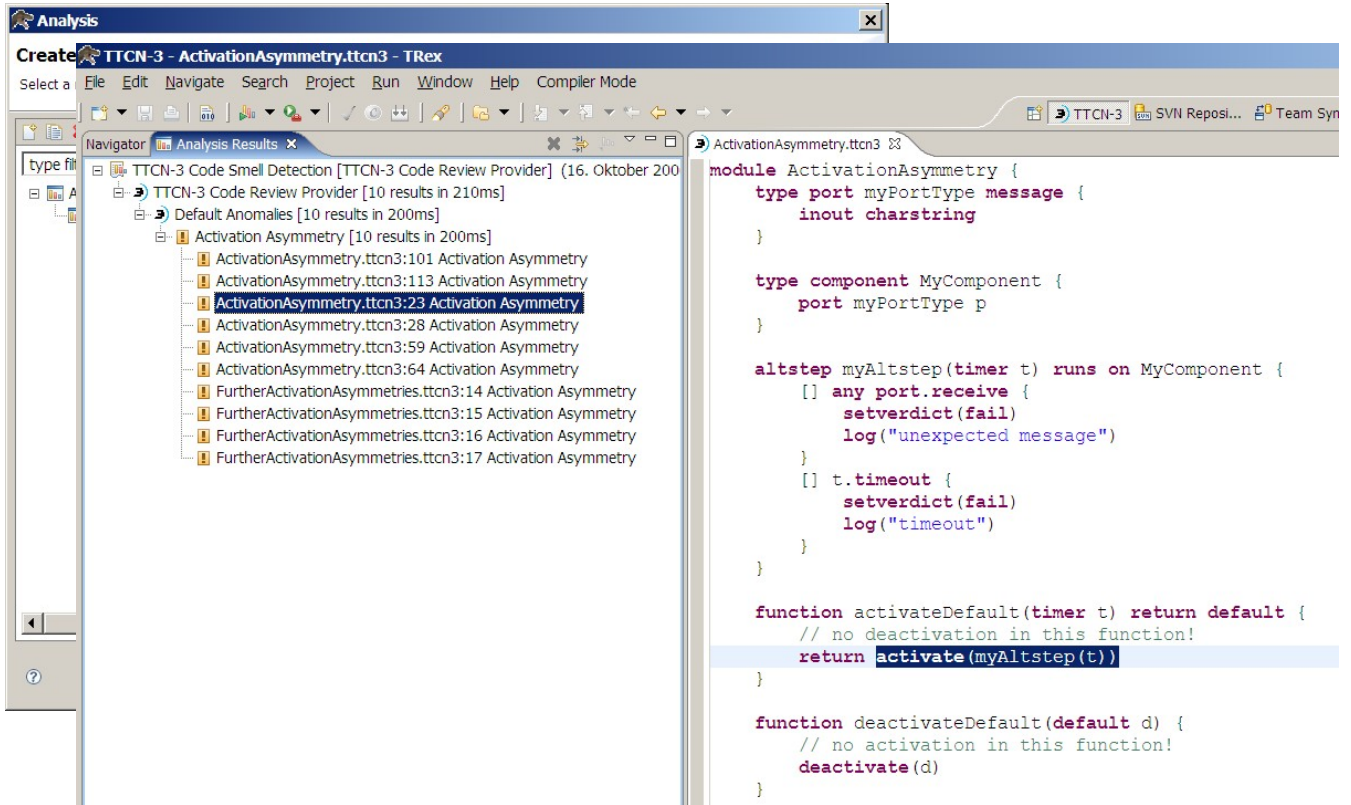 Analysis
Create
Select a
type filt
A
TTCN-3 - ActivationAsymmetry.ttcn3 - TRex
File Edit Navigate Search Project Run Window Help Compiler Mode
TTCN-3 SVN Reposi... Team Syn
Navigator Analysis Results
TTCN-3 Code Smell Detection [TTCN-3 Code Review Provider] (16. Oktober 200
TTCN-3 Code Review Provider [10 results in 210ms]
Default Anomalies [10 results in 200ms]
Activation Asymmetry [10 results in 200ms]
ActivationAsymmetry.ttcn3:101 Activation Asymmetry
ActivationAsymmetry.ttcn3:113 Activation Asymmetry
ActivationAsymmetry.ttcn3:23 Activation Asymmetry
ActivationAsymmetry.ttcn3:28 Activation Asymmetry
ActivationAsymmetry.ttcn3:59 Activation Asymmetry
ActivationAsymmetry.ttcn3:64 Activation Asymmetry
FurtherActivationAsymmetries.ttcn3:14 Activation Asymmetry
FurtherActivationAsymmetries.ttcn3:15 Activation Asymmetry
FurtherActivationAsymmetries.ttcn3:16 Activation Asymmetry
FurtherActivationAsymmetries.ttcn3:17 Activation Asymmetry
ActivationAsymmetry.ttcn3
module ActivationAsymmetry {
type port myPortType message {
inout charstring
}
type component MyComponent {
port myPortType p
}
altstep myAltstep(timer t) runs on MyComponent {
[] any port.receive {
setverdict(fail)
log("unexpected message")
}
[] t.timeout {
setverdict(fail)
log("timeout")
}
}
function activateDefault(timer t) return default {
// no deactivation in this function!
return activate(myAltstep(t))
}
function deactivateDefault(default d) {
// no activation in this function!
deactivate(d)
}